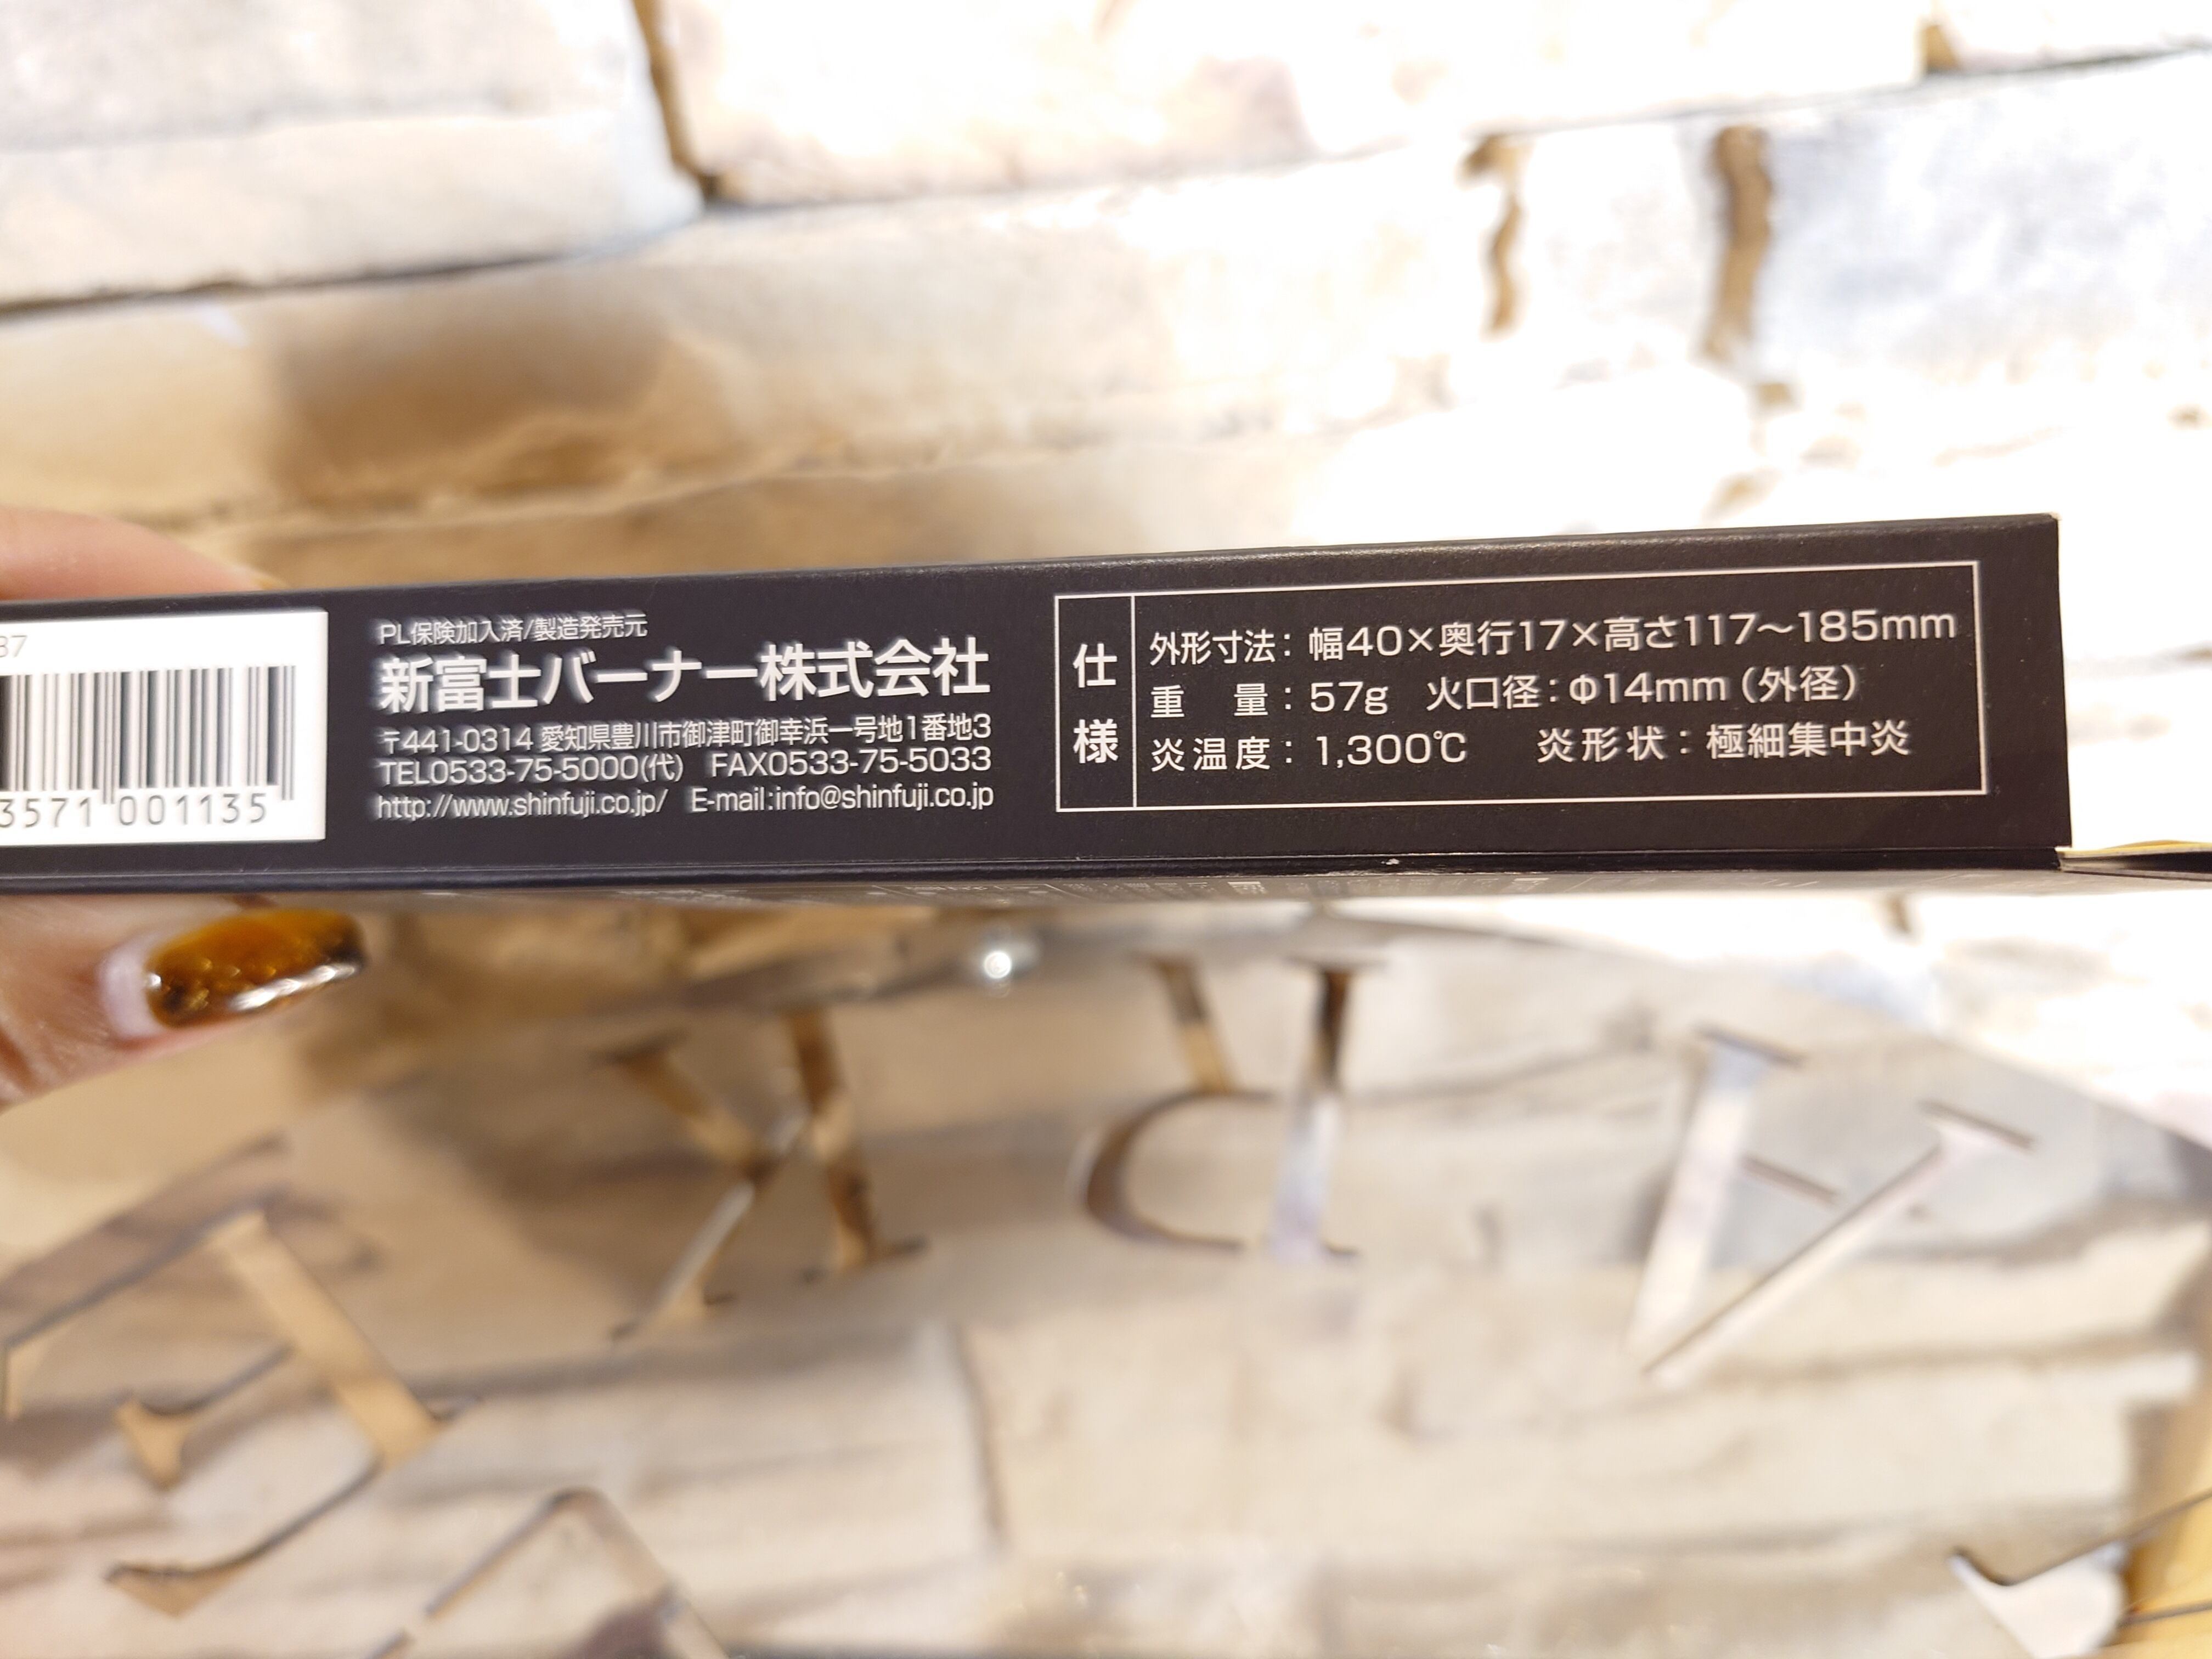 37
3571 001135
PL保険加入済/製造発売元
新富士バーナー株式会社
〒441-0314 愛知県豊川市御津町御幸浜一号地1番地3
TEL0533-75-5000(代) FAX0533-75-5033
http://www.shinfuji.co.jp/ E-mail:info@shinfuji.co.jp
仕様
外形寸法：幅40×奥行17×高さ117〜185mm
重量：57g 火口径：Φ14mm（外径）
炎温度：1,300℃ 炎形状：極細集中炎